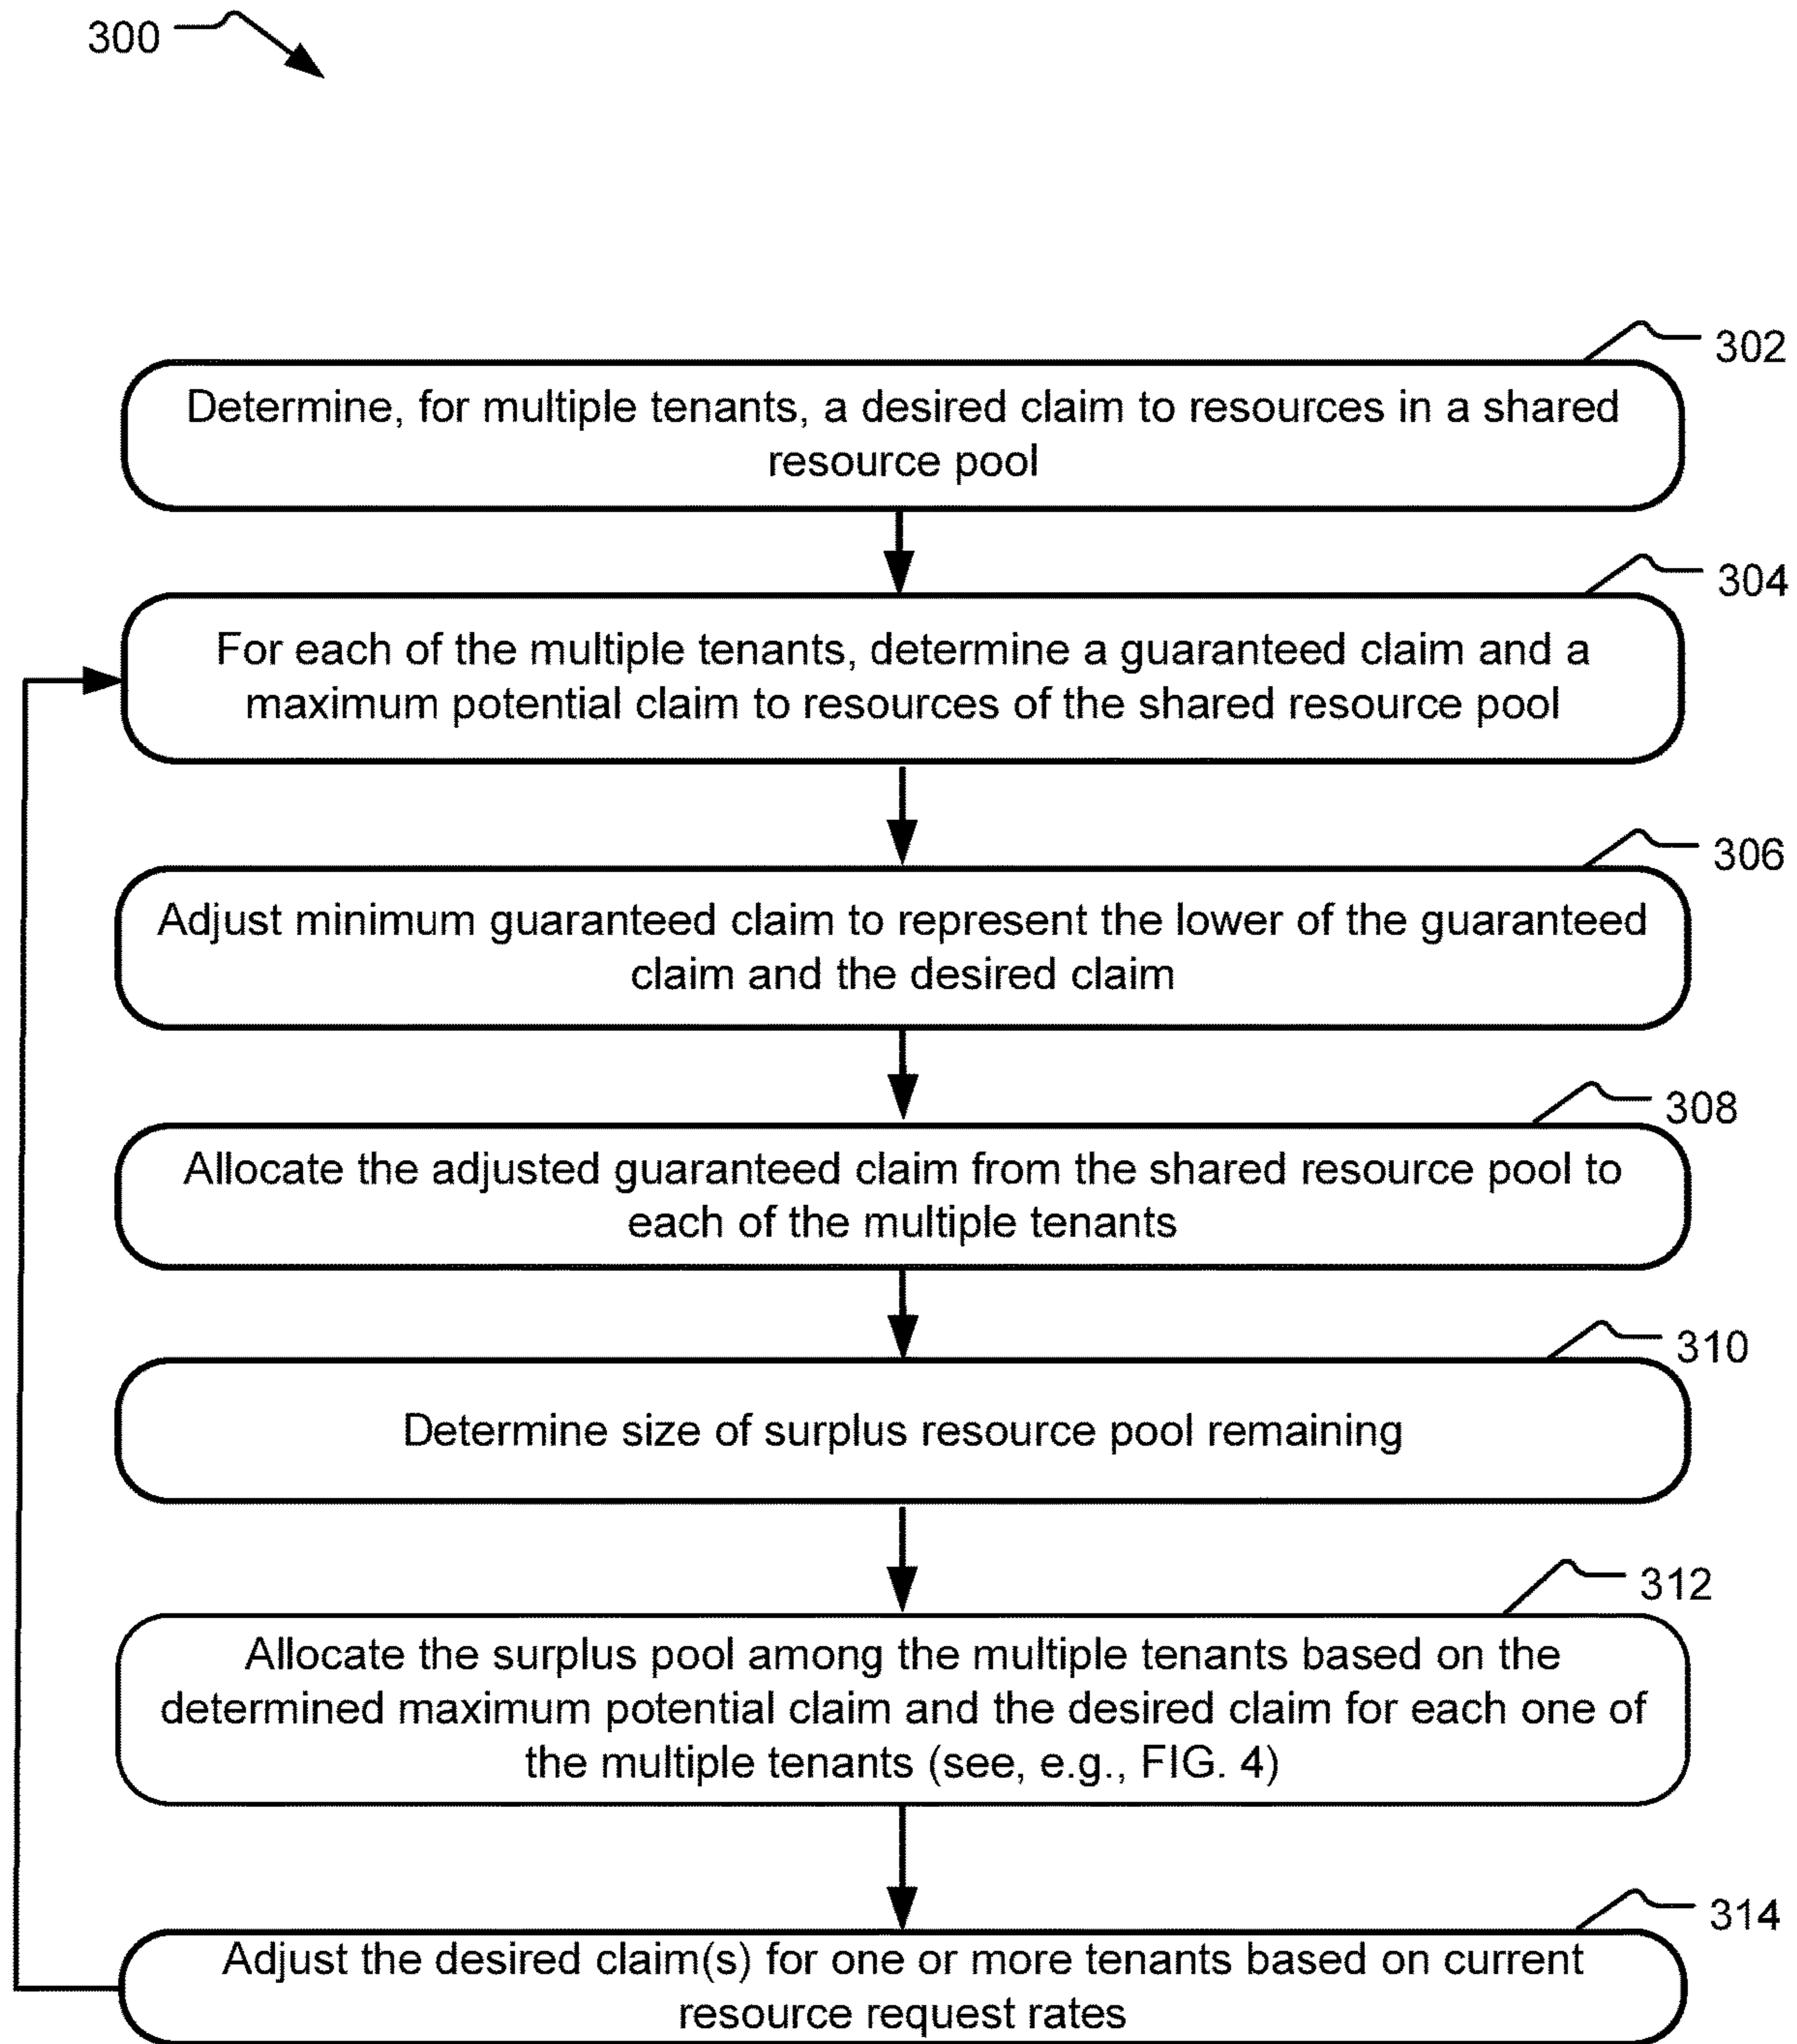 300
302
Determine, for multiple tenants, a desired claim to resources in a shared
resource pool
304
For each of the multiple tenants, determine a guaranteed claim and a
maximum potential claim to resources of the shared resource pool
306
Adjust minimum guaranteed claim to represent the lower of the guaranteed
claim and the desired claim
308
Allocate the adjusted guaranteed claim from the shared resource pool to
each of the multiple tenants
310
Determine size of surplus resource pool remaining
312
Allocate the surplus pool among the multiple tenants based on the
determined maximum potential claim and the desired claim for each one of
the multiple tenants (see, e.g., FIG. 4)
314
Adjust the desired claim(s) for one or more tenants based on current
resource request rates